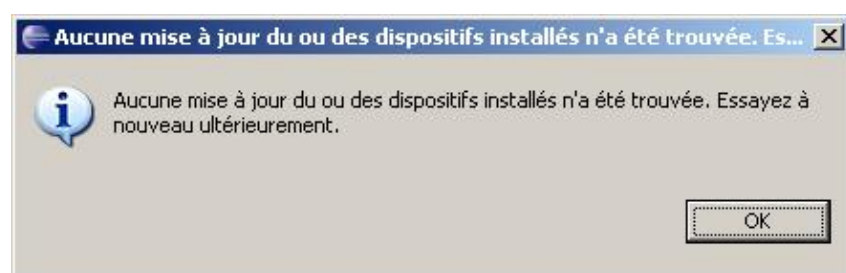 Aucune mise à jour du ou des dispositifs installés n'a été trouvée. Es...
Aucune mise à jour du ou des dispositifs installés n'a été trouvée. Essayez à
nouveau ultérieurement.
OK